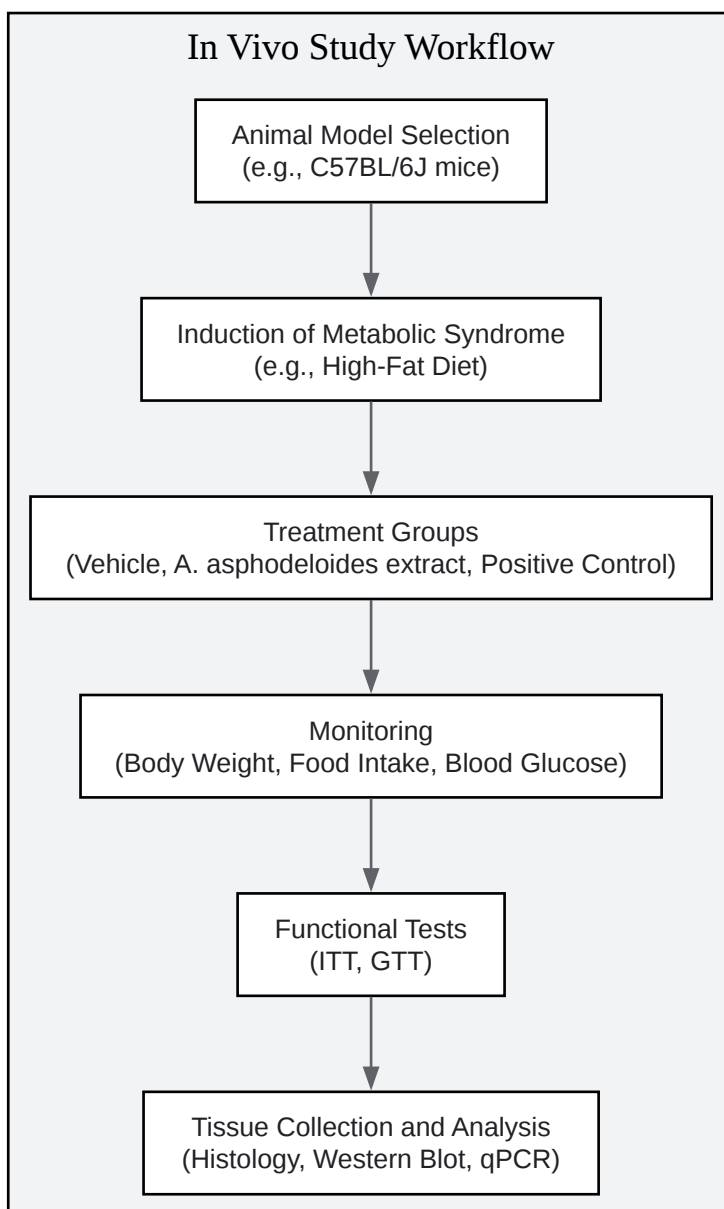 In Vivo Study Workflow
Animal Model Selection
(e.g., C57BL/6J mice)
Induction of Metabolic Syndrome
(e.g., High-Fat Diet)
Treatment Groups
(Vehicle, A. asphodeloides extract, Positive Control)
Monitoring
(Body Weight, Food Intake, Blood Glucose)
Functional Tests
(ITT, GTT)
Tissue Collection and Analysis
(Histology, Western Blot, qPCR)